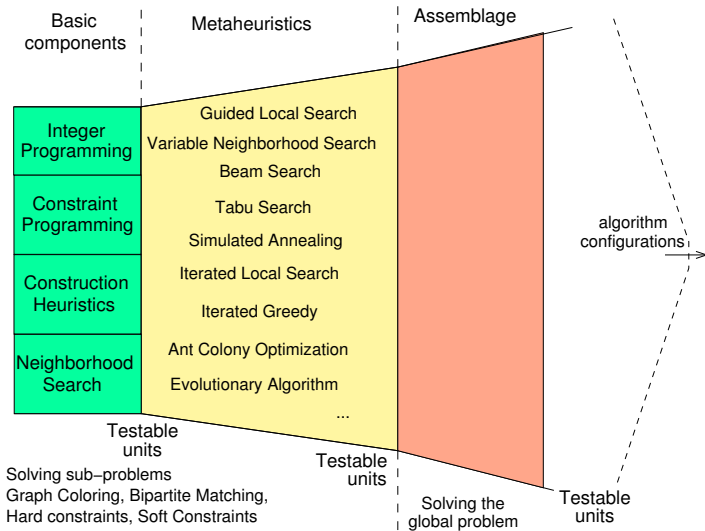 Basic
components
Metaheuristics
Assemblage
Integer
Programming
Constraint
Programming
Construction
Heuristics
Neighborhood
Search
Guided Local Search
Variable Neighborhood Search
Beam Search
Tabu Search
Simulated Annealing
Iterated Local Search
Iterated Greedy
Ant Colony Optimization
Evolutionary Algorithm
...
algorithm
configurations
Testable
units
Testable
units
Testable
units
Solving sub−problems
Graph Coloring, Bipartite Matching,
Hard constraints, Soft Constraints
Solving the
global problem